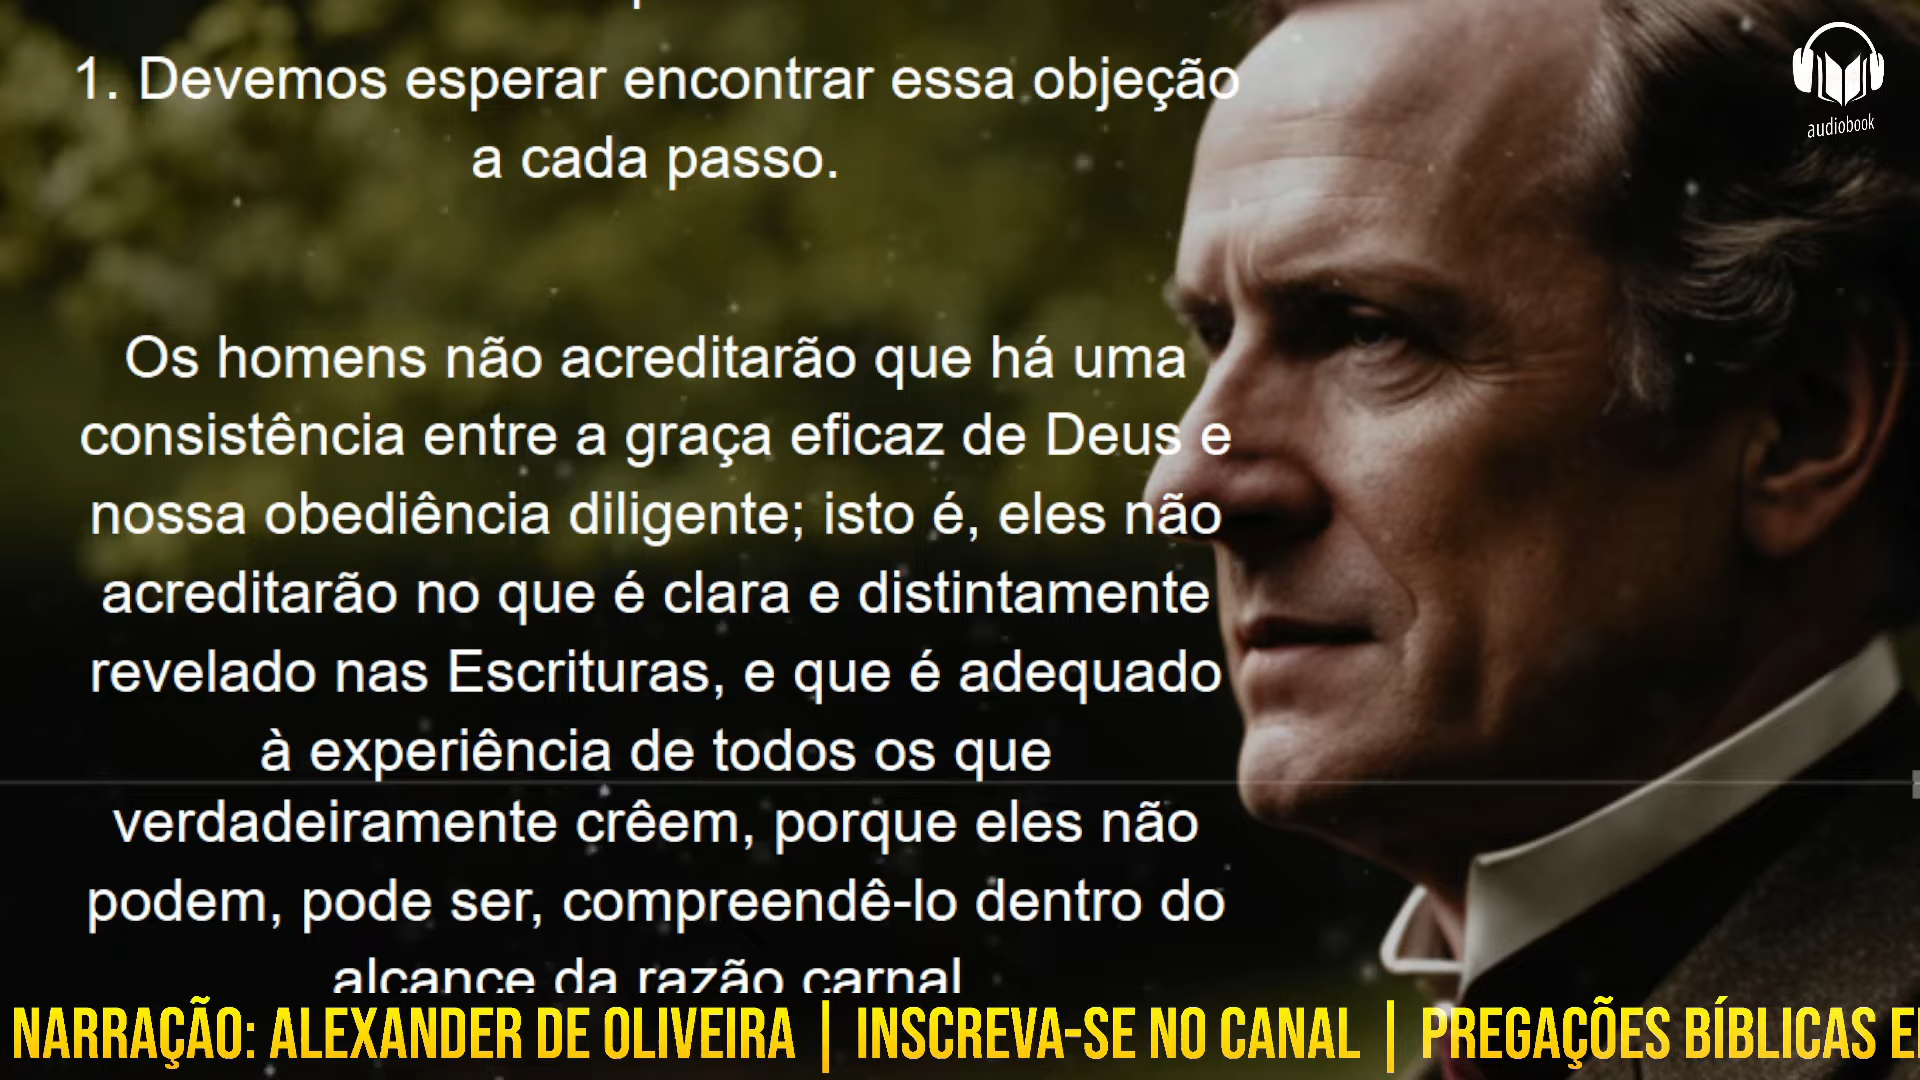 1. Devemos esperar encontrar essa objeção
a cada passo.
Os homens não acreditarão que há uma
consistência entre a graça eficaz de Deus e
nossa obediência diligente; isto é, eles não
acreditarão no que é clara e distintamente
revelado nas Escrituras, e que é adequado
à experiência de todos os que
verdadeiramente crêem, porque eles não
podem, pode ser, compreendê-lo dentro do
alcance da razão carnal
audiobook
NARRAÇÃO: ALEXANDER DE OLIVEIRA | INSCREVA-SE NO CANAL | PREGAÇÕES BÍBLICAS